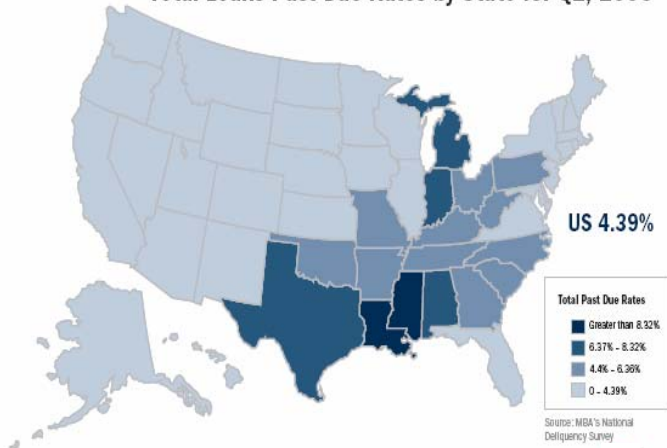 US 4.39%
Total Past Due Rates
Greater than 8.32%
6.37% - 8.32%
4.4% - 6.36%
0 - 4.39%
Source: MBA's National
Deliquency Survey